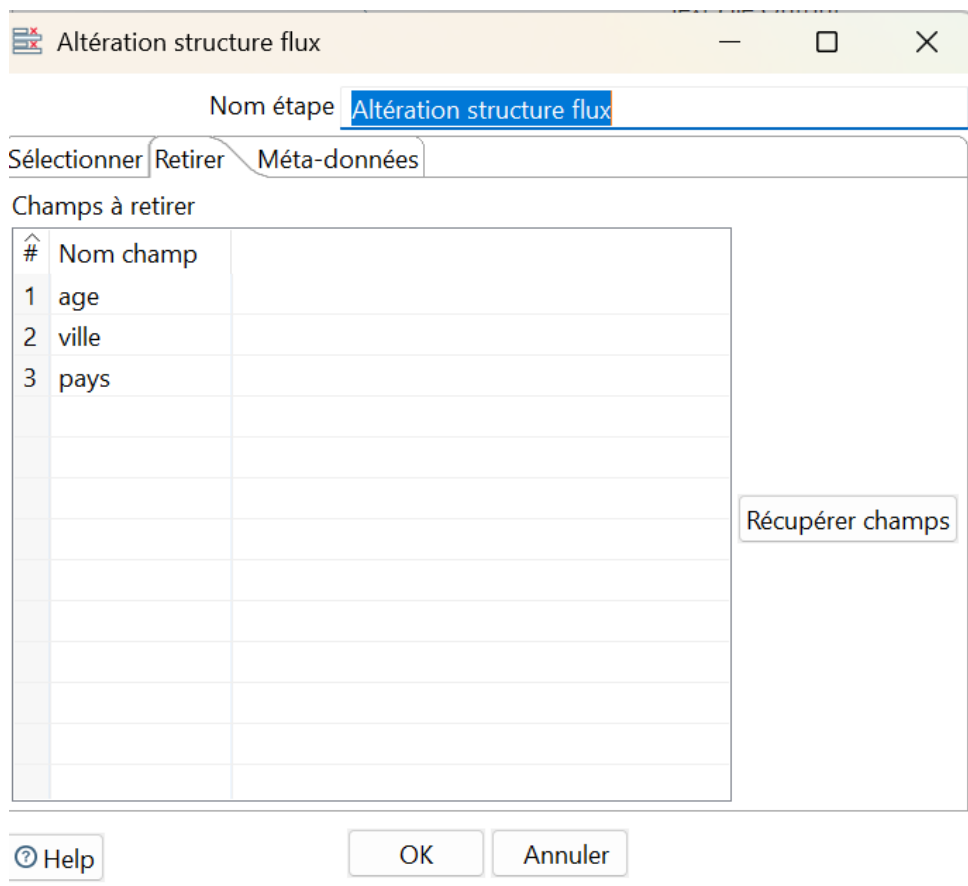 Altération structure flux
Nom étape Altération structure flux
Sélectionner Retirer Méta-données
Champs à retirer
# Nom champ
1 age
2 ville
3 pays
Récupérer champs
Help OK Annuler